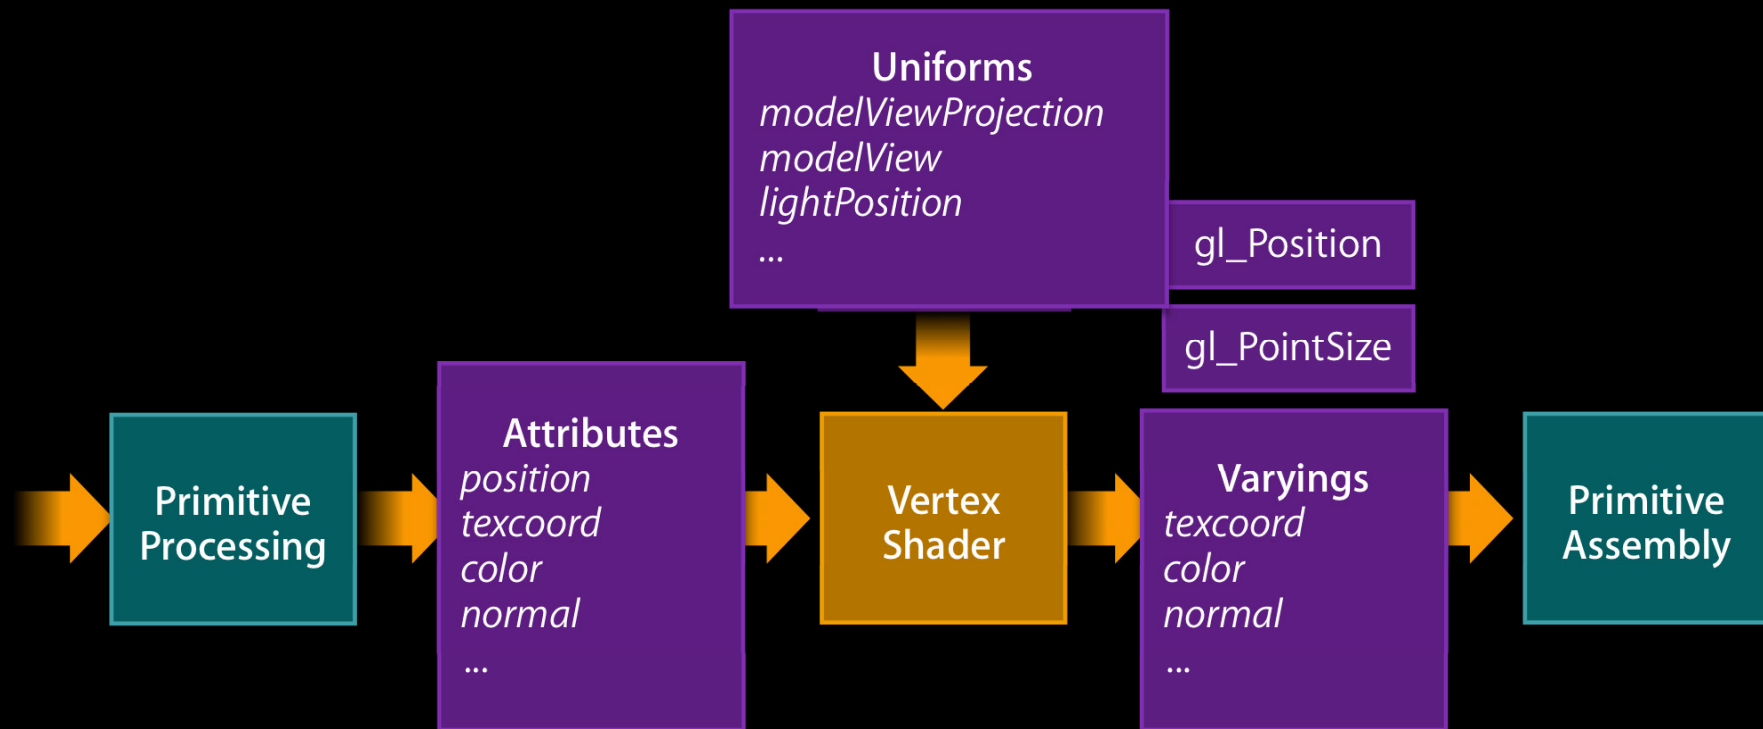 Uniforms
modelViewProjection
modelView
lightPosition
...
gl_Position
gl_PointSize
Primitive
Processing
Attributes
position
texcoord
color
normal
...
Vertex
Shader
Varyings
texcoord
color
normal
...
Primitive
Assembly